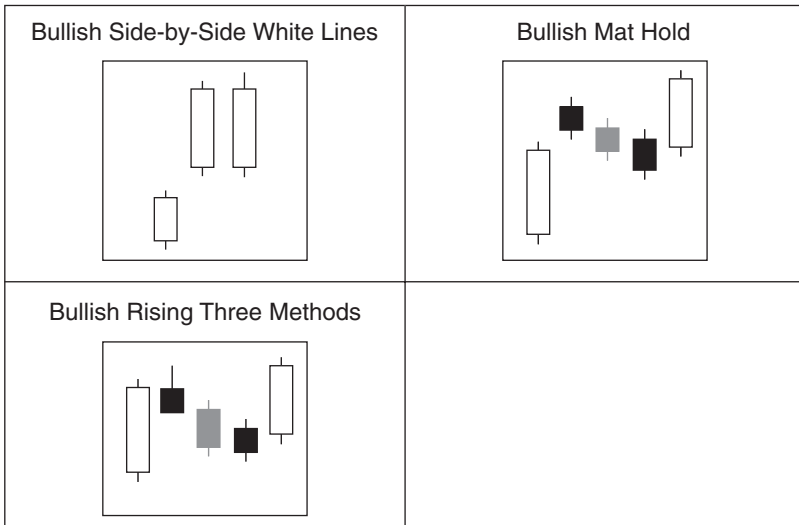 Bullish Side-by-Side White Lines
Bullish Mat Hold
Bullish Rising Three Methods